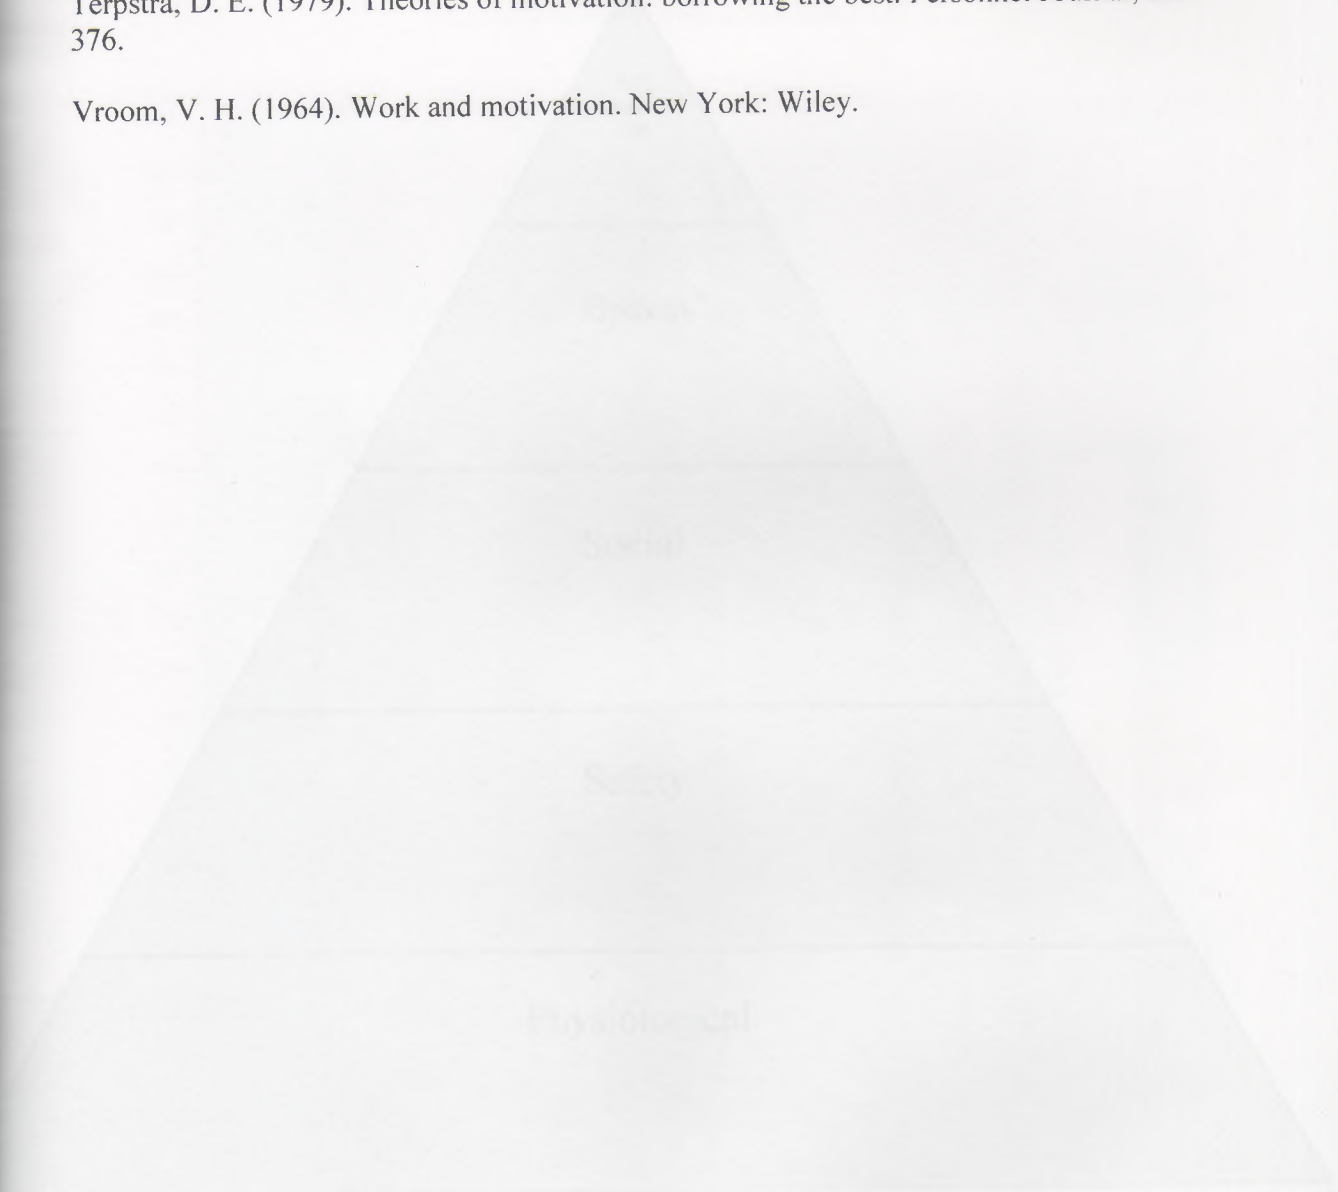 Terpstra, D. E. (1979). Theories of motivation: borrowing the best. Personnel
376.
Vroom, V. H. (1964). Work and motivation. New York: Wiley.
Esteem
Social
Safety
Physiological